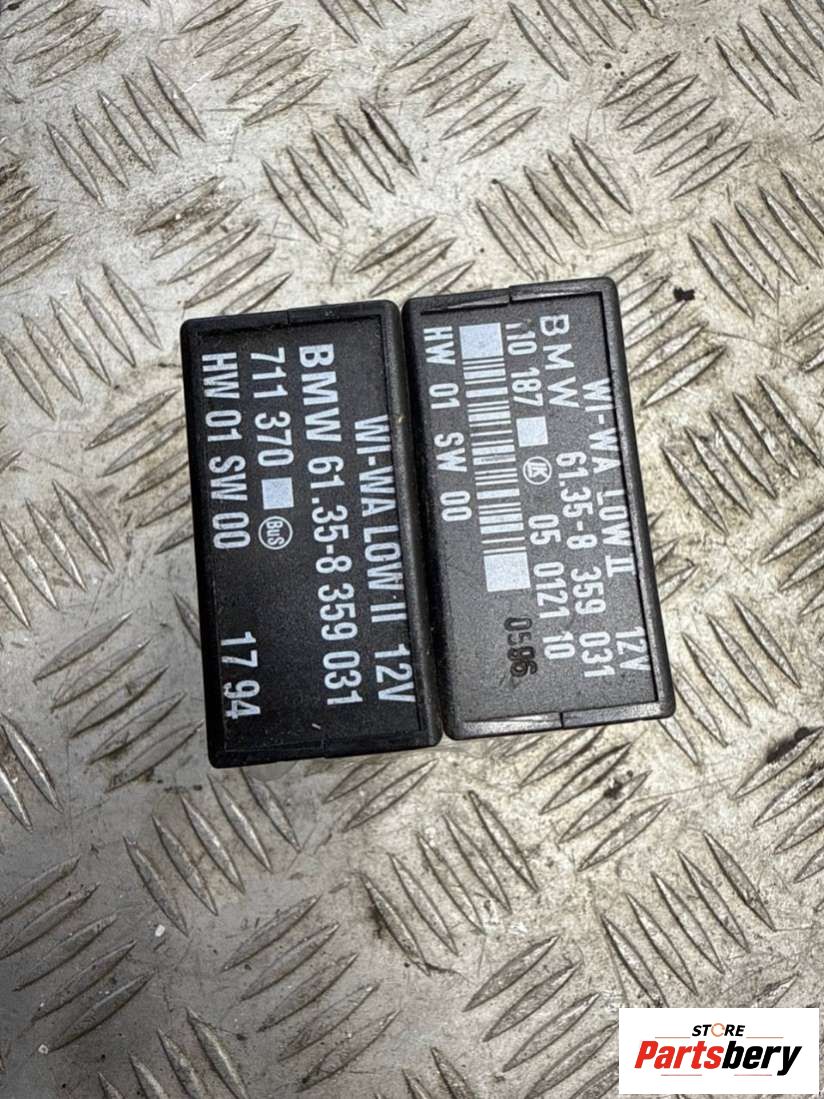 WI-WA LOW II 12V
BMW 61.35-8 359 031
711 370 BuS
HW 01 SW 00 17 94
WI-WA LOW II 12V
BMW 61.35-8 359 031
110 187 05 0121 10
HW 01 SW 00
0596
STORE
Partsbery